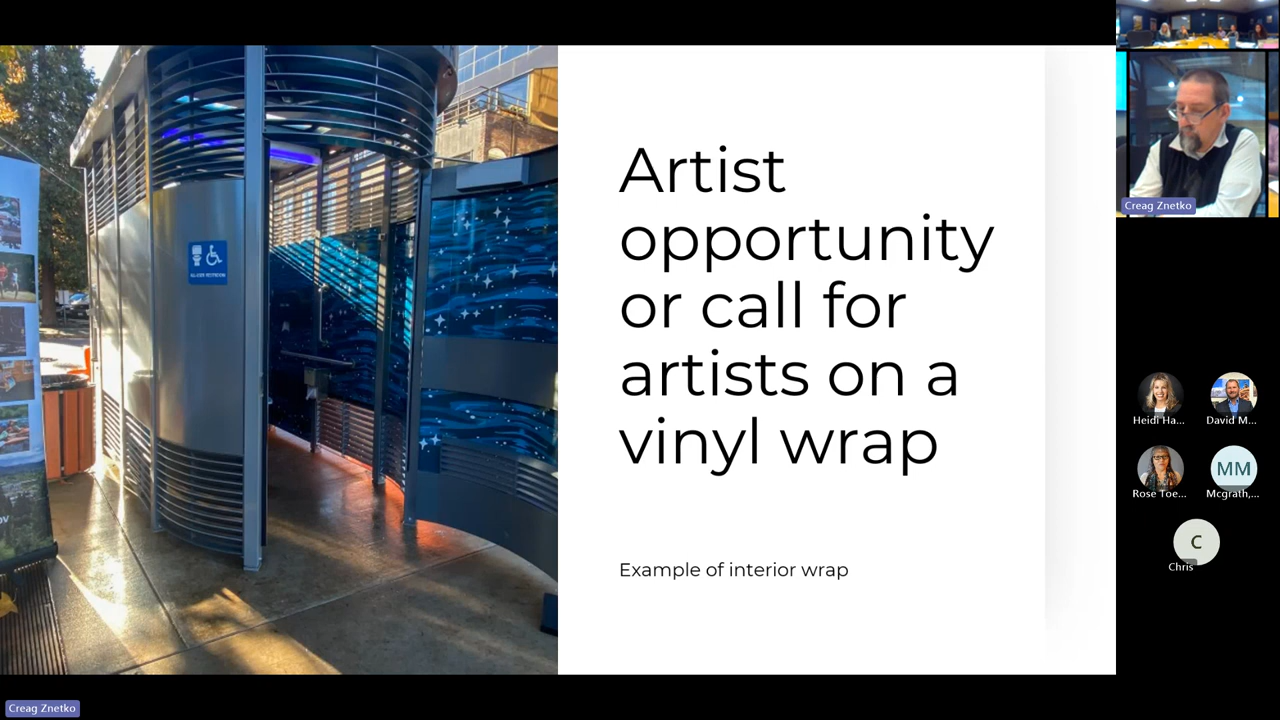 Artist
opportunity
or call for
artists on a
vinyl wrap
Example of interior wrap
Creag Znetko
Heidi Ha...
David M...
Rose Toe...
MM
Mcgrath,...
C
Chris
Creag Znetko